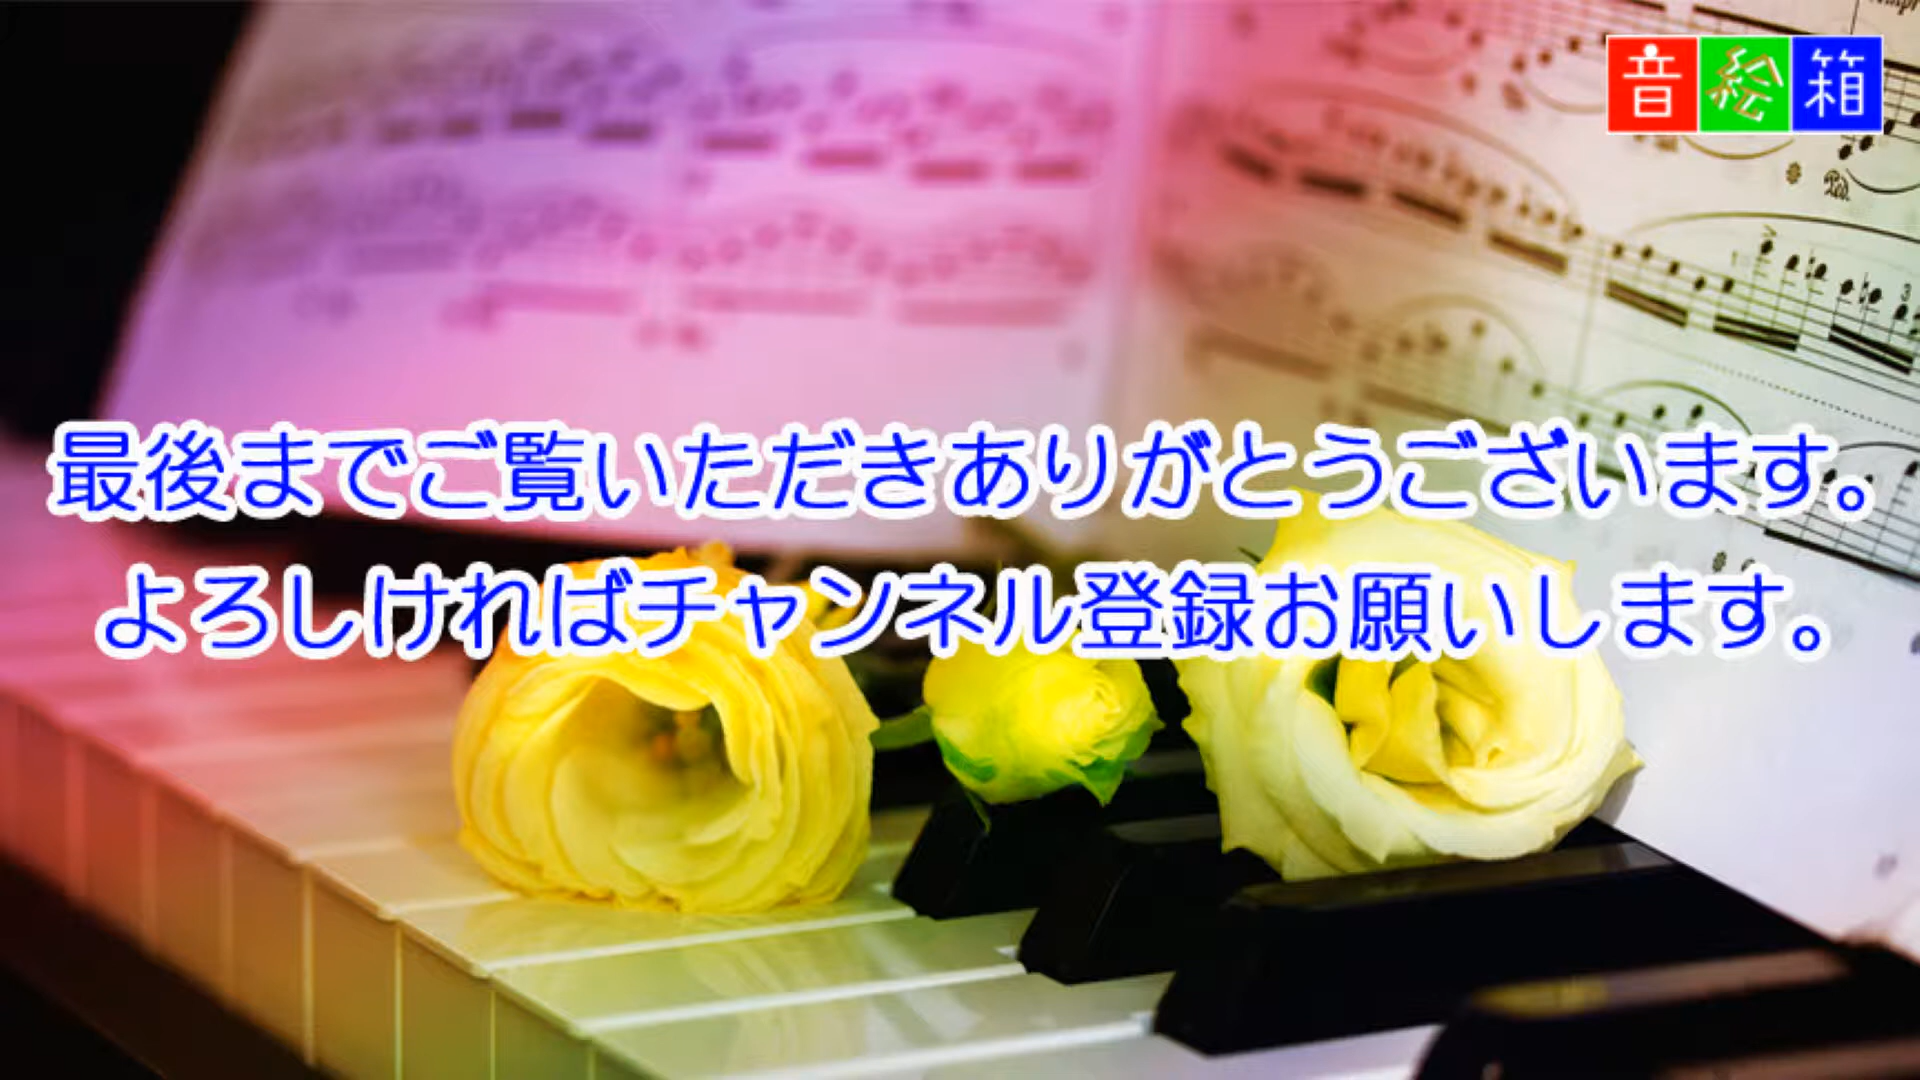 音絵箱
最後までご覧いただきありがとうございます。
よろしければチャンネル登録お願いします。